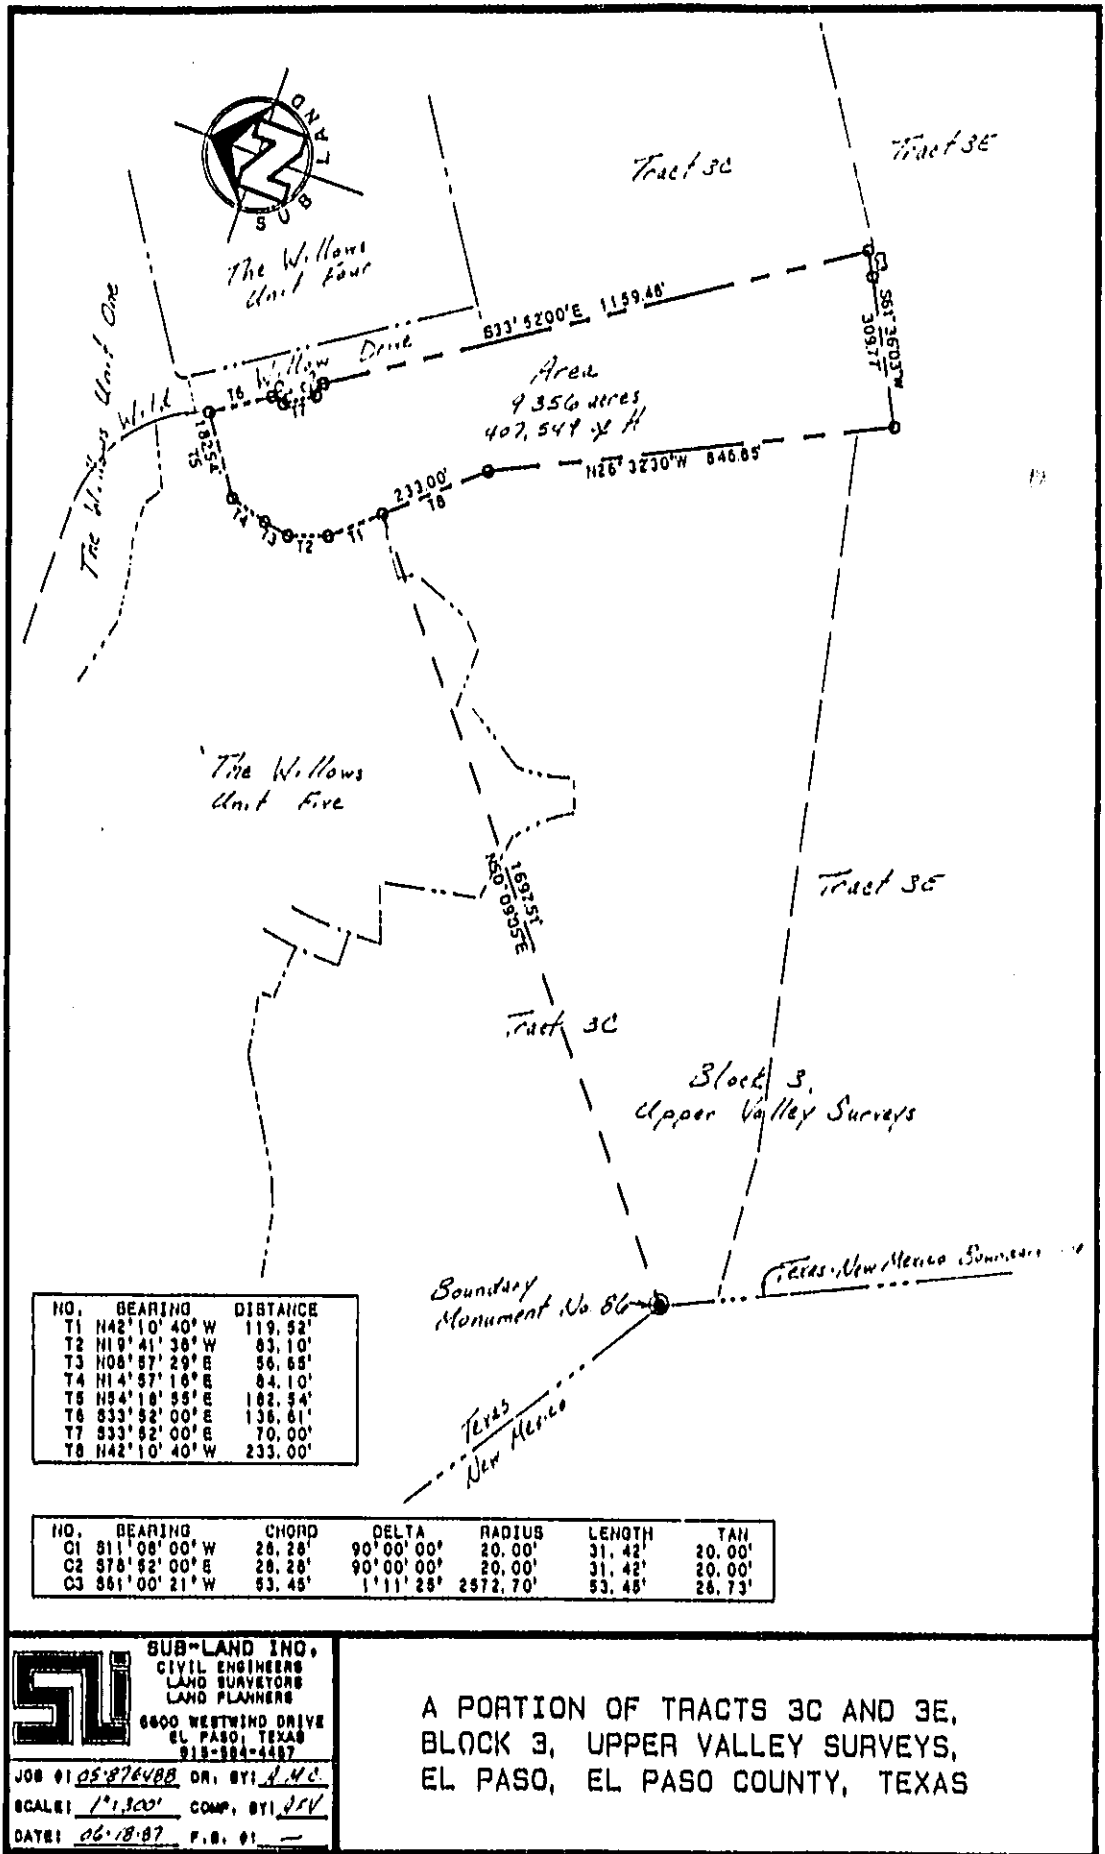 SUB LAND
Tract 3C
Tract 3E
The Willows
Unit Four
The Willows Unit One
Wild Willow Drive
S33°52'00"E 1159.46'
C3
S61°36'03"W
309.77'
Area
9.356 acres
407,549 sq ft
T6
T7
182.54'
T5
T4
T3
T2
T1
233.00'
T8
N26°32'30"W 846.85'
The Willows
Unit Five
1692.51'
N50°09'05"E
Tract 3E
Tract 3C
Block 3,
Upper Valley Surveys
Boundary
Monument No. 86
Texas-New Mexico Boundary
Texas
New Mexico
NO. BEARING DISTANCE
T1 N42°10'40"W 119.52'
T2 N19°41'38"W 83.10'
T3 N08°57'29"E 56.65'
T4 N14°57'18"E 84.10'
T5 N54°18'55"E 182.54'
T6 S33°52'00"E 136.61'
T7 S33°52'00"E 70.00'
T8 N42°10'40"W 233.00'
NO. BEARING CHORD DELTA RADIUS LENGTH TAN
C1 S11°08'00"W 28.28' 90°00'00" 20.00' 31.42' 20.00'
C2 S78°52'00"E 28.28' 90°00'00" 20.00' 31.42' 20.00'
C3 S61°00'21"W 53.45' 1°11'25" 2572.70' 53.45' 26.73'
SUB-LAND INC.
CIVIL ENGINEERS
LAND SURVEYORS
LAND PLANNERS
6600 WESTWIND DRIVE
EL PASO, TEXAS
915-584-4457
JOB #: 05-87648B DR. BY: A.M.C.
SCALE: 1"=300' COMP. BY:
DATE: 06-18-87 F.B. #: —
A PORTION OF TRACTS 3C AND 3E,
BLOCK 3, UPPER VALLEY SURVEYS,
EL PASO, EL PASO COUNTY, TEXAS